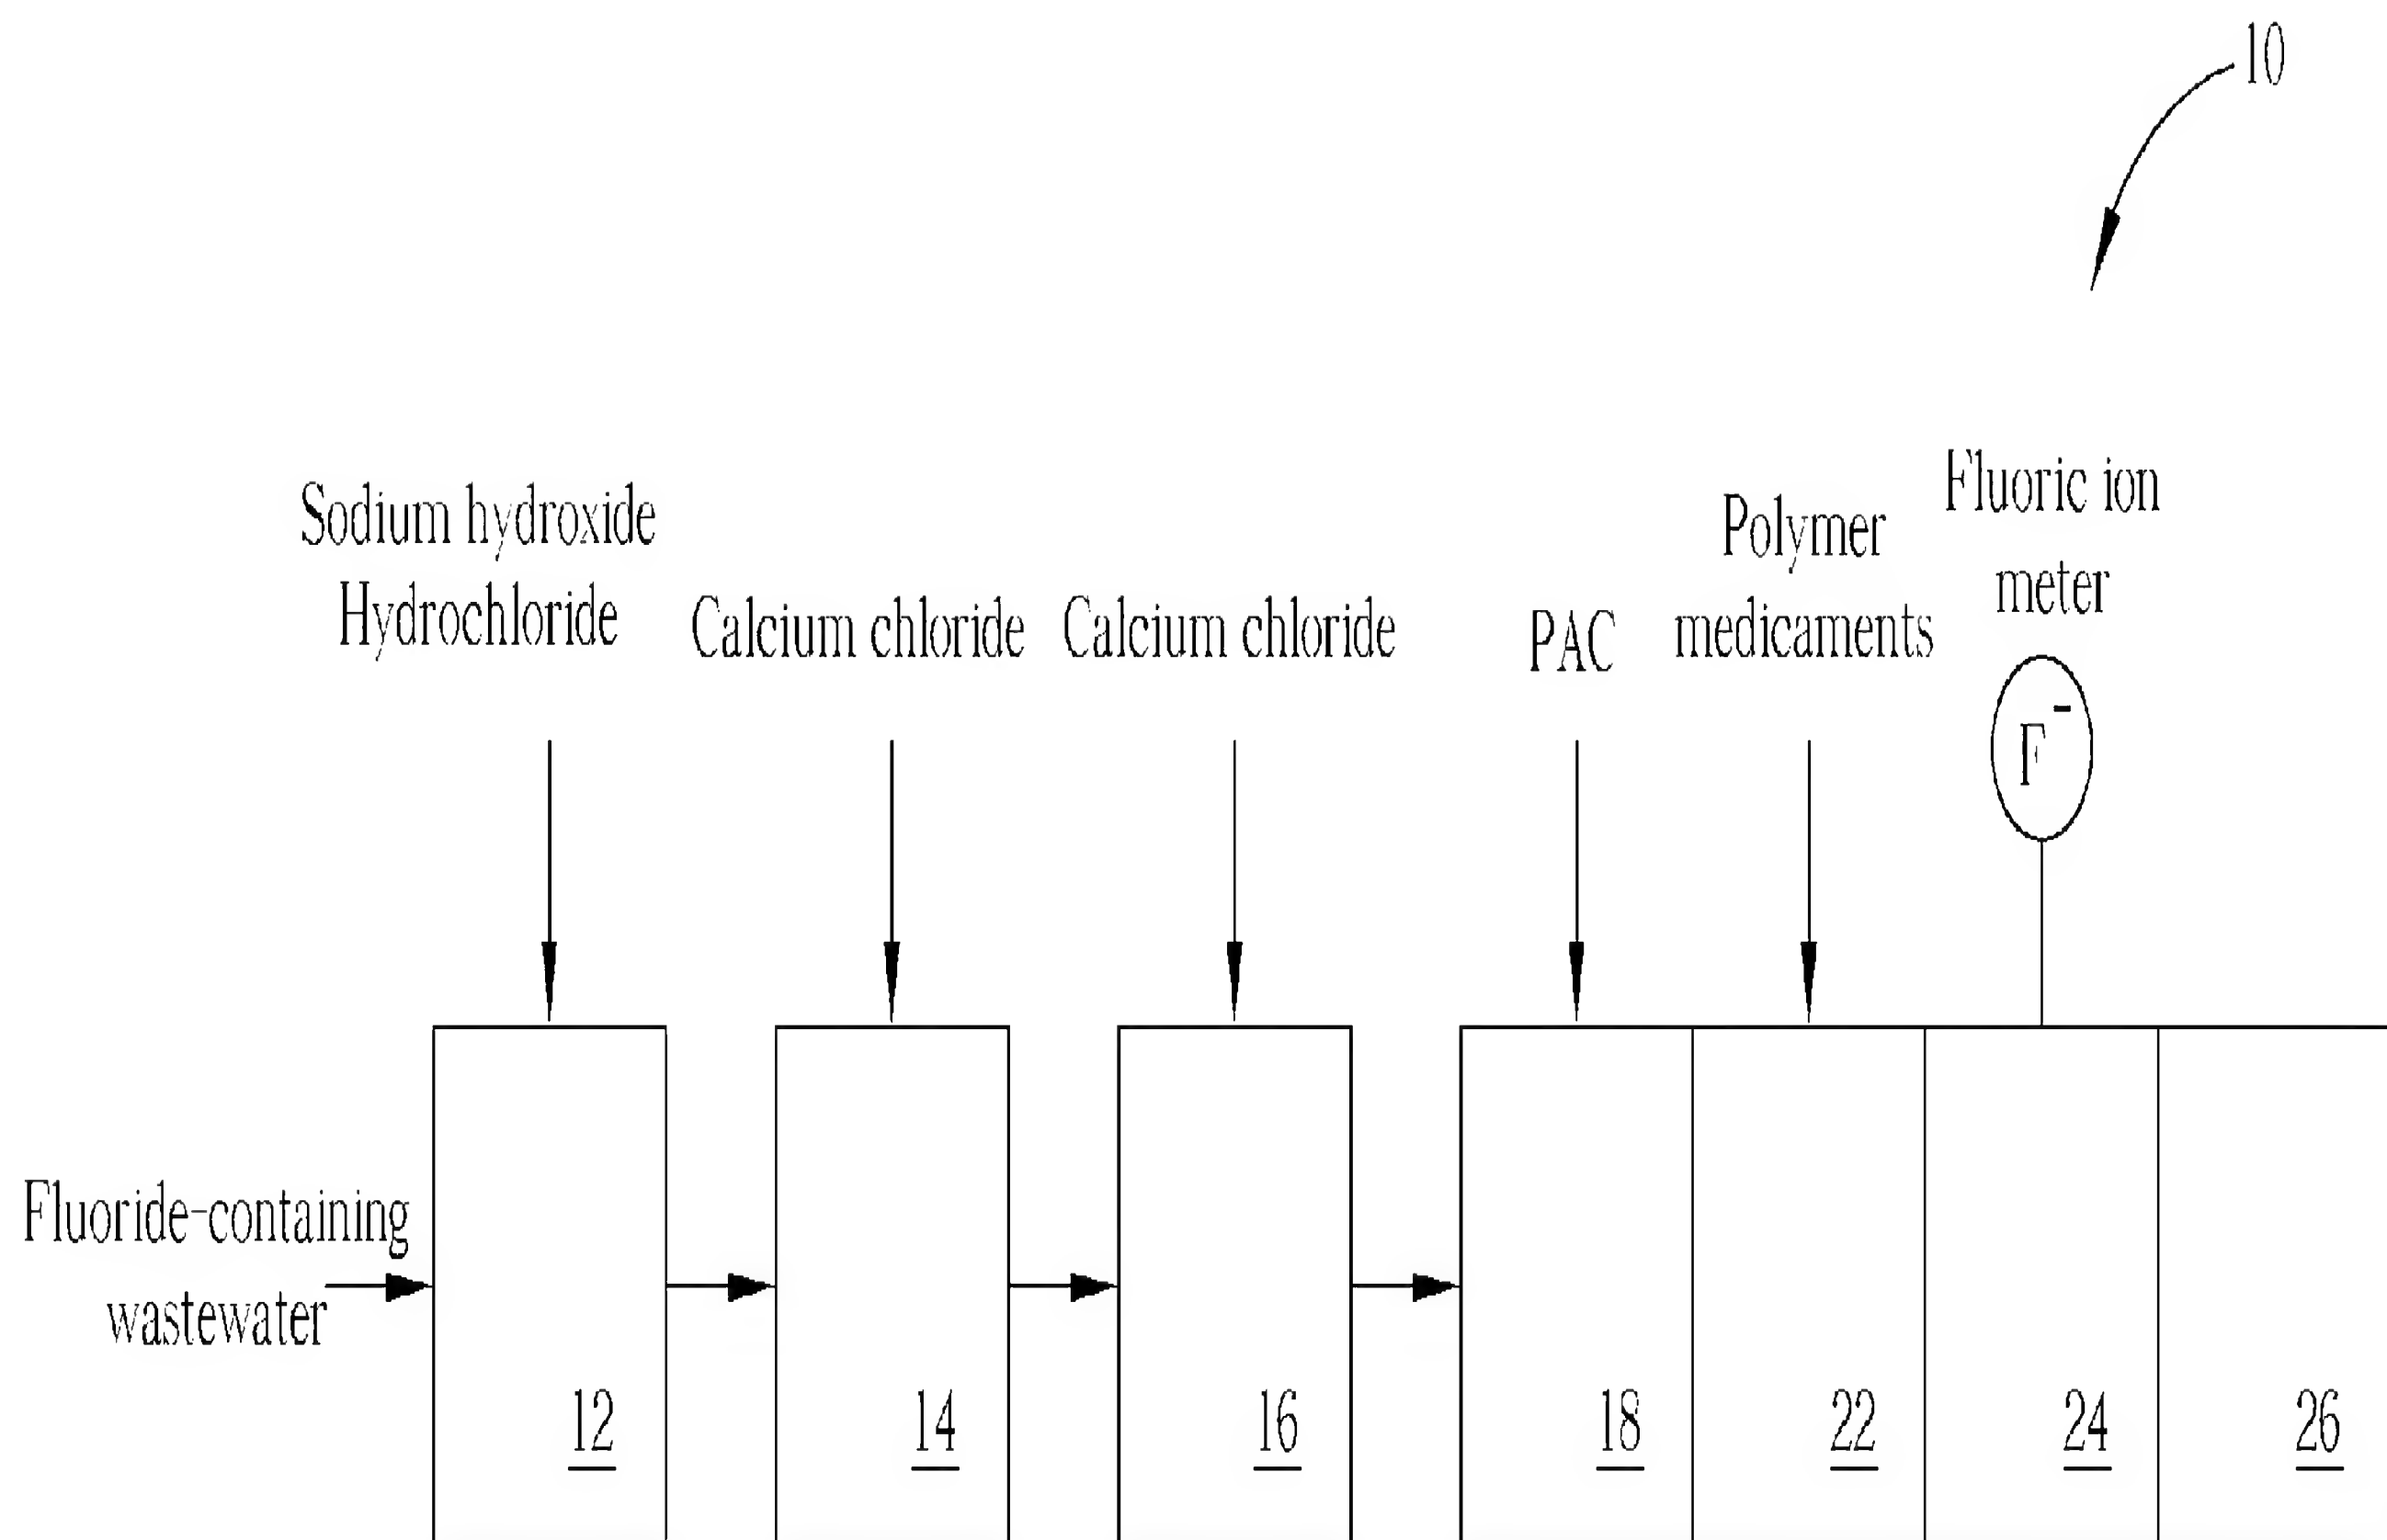 10
Sodium hydroxide
Hydrochloride
Calcium chloride
Calcium chloride
PAC
Polymer
medicaments
Fluoric ion
meter
F⁻
Fluoride-containing
wastewater
12
14
16
18
22
24
26